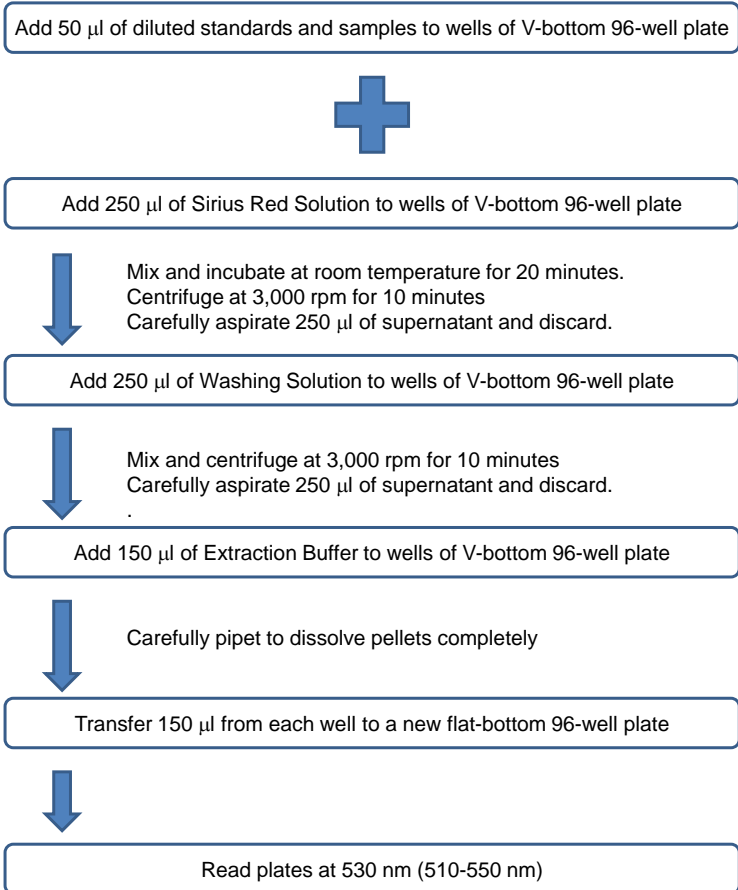 Add 50 μl of diluted standards and samples to wells of V-bottom 96-well plate
Add 250 μl of Sirius Red Solution to wells of V-bottom 96-well plate
Mix and incubate at room temperature for 20 minutes.
Centrifuge at 3,000 rpm for 10 minutes
Carefully aspirate 250 μl of supernatant and discard.
Add 250 μl of Washing Solution to wells of V-bottom 96-well plate
Mix and centrifuge at 3,000 rpm for 10 minutes
Carefully aspirate 250 μl of supernatant and discard.
.
Add 150 μl of Extraction Buffer to wells of V-bottom 96-well plate
Carefully pipet to dissolve pellets completely
Transfer 150 μl from each well to a new flat-bottom 96-well plate
Read plates at 530 nm (510-550 nm)